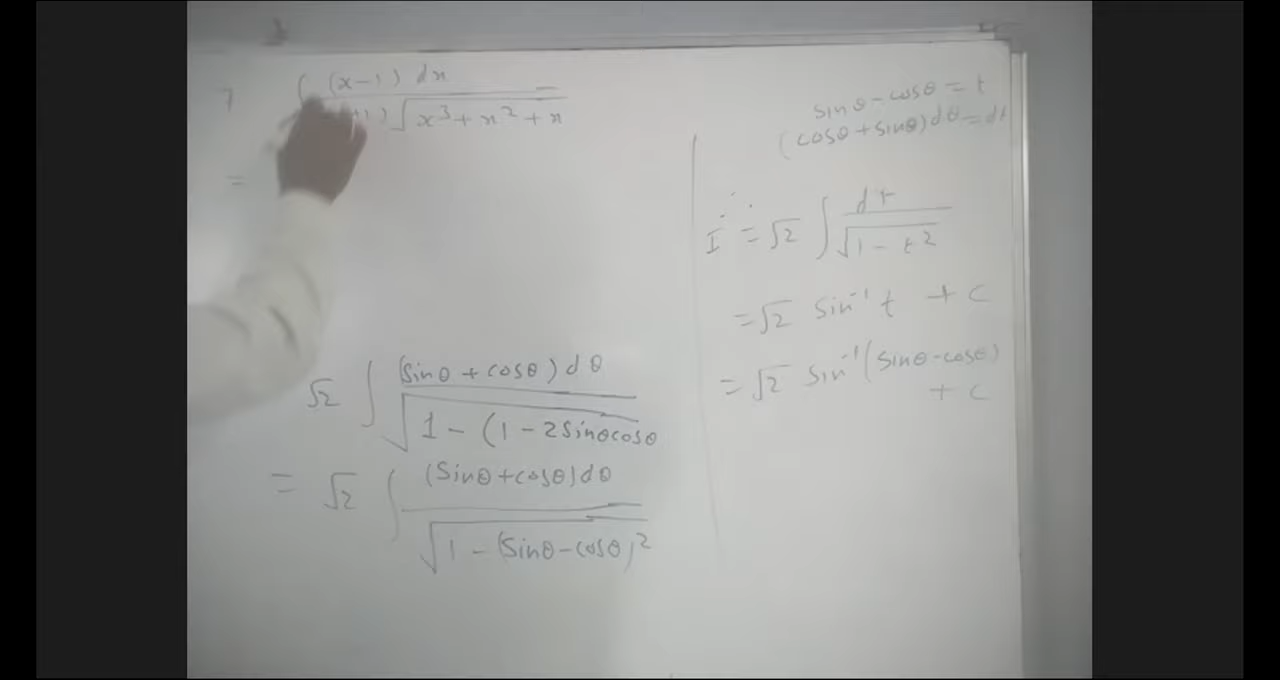 7 ∫ (x-1) dx
+1) √x³+x²+x
=
√2 ∫ (sinθ + cosθ) dθ
√1 - (1 - 2sinθcosθ
= √2 ∫ (sinθ+cosθ)dθ
√1 - (sinθ-cosθ)²
sinθ - cosθ = t
(cosθ + sinθ)dθ = dt
∴
I = √2 ∫ dt
√1 - t²
= √2 sin⁻¹ t + c
= √2 sin⁻¹(sinθ-cosθ)
+ c